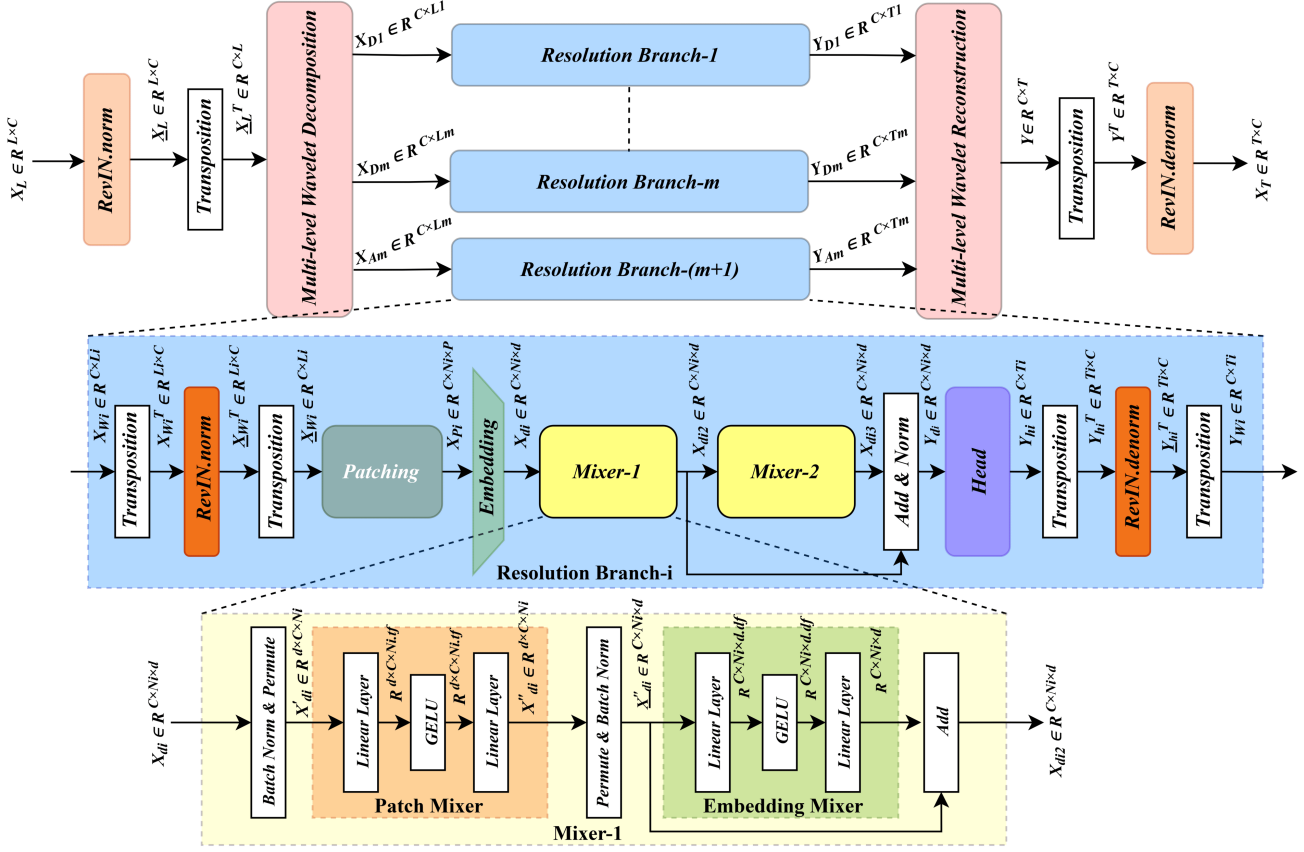 X_L ∈ R^{L×C}
RevIN.norm
X̲_L ∈ R^{L×C}
Transposition
X̲_L^T ∈ R^{C×L}
Multi-level Wavelet Decomposition
X_{D1} ∈ R^{C×L1}
Resolution Branch-1
Y_{D1} ∈ R^{C×T1}
X_{Dm} ∈ R^{C×Lm}
Resolution Branch-m
Y_{Dm} ∈ R^{C×Tm}
X_{Am} ∈ R^{C×Lm}
Resolution Branch-(m+1)
Y_{Am} ∈ R^{C×Tm}
Multi-level Wavelet Reconstruction
Y ∈ R^{C×T}
Transposition
Y^T ∈ R^{T×C}
RevIN.denorm
X_T ∈ R^{T×C}
X_{Wi} ∈ R^{C×Li}
Transposition
X_{Wi}^T ∈ R^{Li×C}
RevIN.norm
X̲_{Wi}^T ∈ R^{Li×C}
Transposition
X̲_{Wi} ∈ R^{C×Li}
Patching
X_{Pi} ∈ R^{C×Ni×P}
Embedding
X_{di} ∈ R^{C×Ni×d}
Mixer-1
X_{di2} ∈ R^{C×Ni×d}
Mixer-2
X_{di3} ∈ R^{C×Ni×d}
Add & Norm
Y_{di} ∈ R^{C×Ni×d}
Head
Y_{hi} ∈ R^{C×Ti}
Transposition
Y_{hi}^T ∈ R^{Ti×C}
RevIN.denorm
Y̲_{hi}^T ∈ R^{Ti×C}
Transposition
Y_{Wi} ∈ R^{C×Ti}
Resolution Branch-i
X_{di} ∈ R^{C×Ni×d}
Batch Norm & Permute
X'_{di} ∈ R^{d×C×Ni}
Linear Layer
R^{d×C×Ni.tf}
GELU
R^{d×C×Ni.tf}
Linear Layer
X''_{di} ∈ R^{d×C×Ni}
Patch Mixer
Permute & Batch Norm
X̲''_{di} ∈ R^{C×Ni×d}
Linear Layer
R^{C×Ni×d.df}
GELU
R^{C×Ni×d.df}
Linear Layer
R^{C×Ni×d}
Embedding Mixer
Add
X_{di2} ∈ R^{C×Ni×d}
Mixer-1